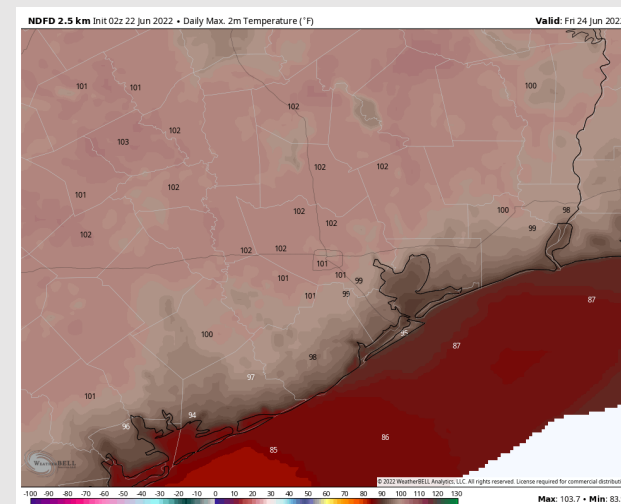 NDFD 2.5 km Init 02z 22 Jun 2022 • Daily Max. 2m Temperature (°F)
Valid: Fri 24 Jun 202
101 101 100
102
102
103
102 102
102
101
102 100 98
102
102 99
102 102
101
101 101 99
101 99
87
100 95
87
98
97
101
94
96
86
85
WeatherBELL
© 2022 WeatherBELL Analytics, LLC. All rights reserved. License required for commercial distribut
-100 -90 -80 -70 -60 -50 -40 -30 -20 -10 0 10 20 30 40 50 60 70 80 90 100 110 120 130
Max: 103.7 • Min: 83.